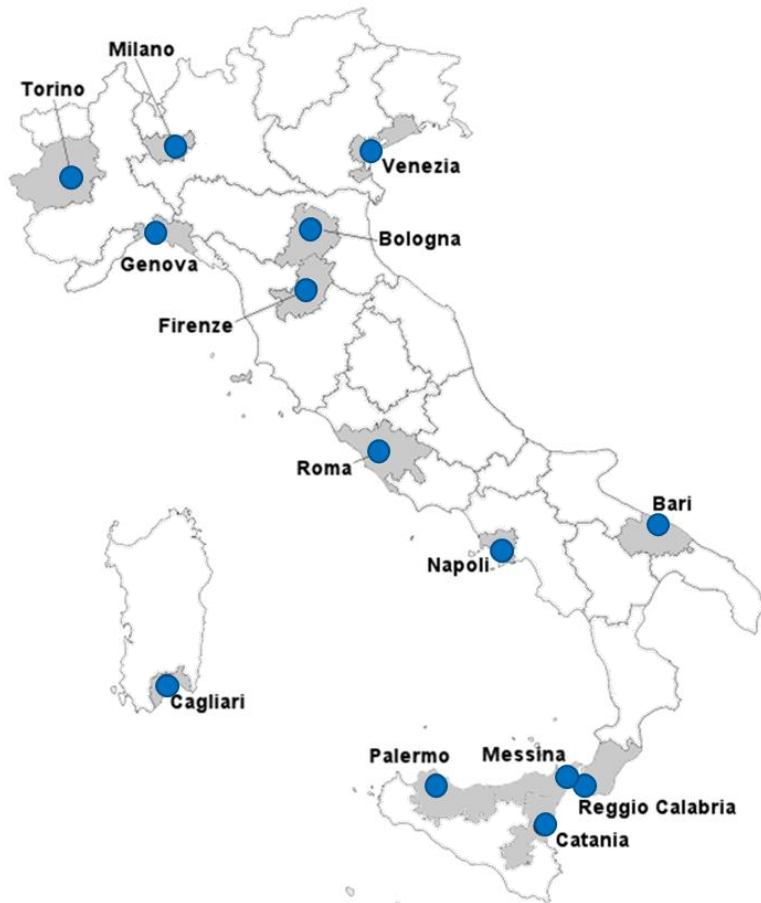 Milano
Torino
Venezia
Bologna
Genova
Firenze
Roma
Bari
Napoli
Cagliari
Palermo
Messina
Reggio Calabria
Catania